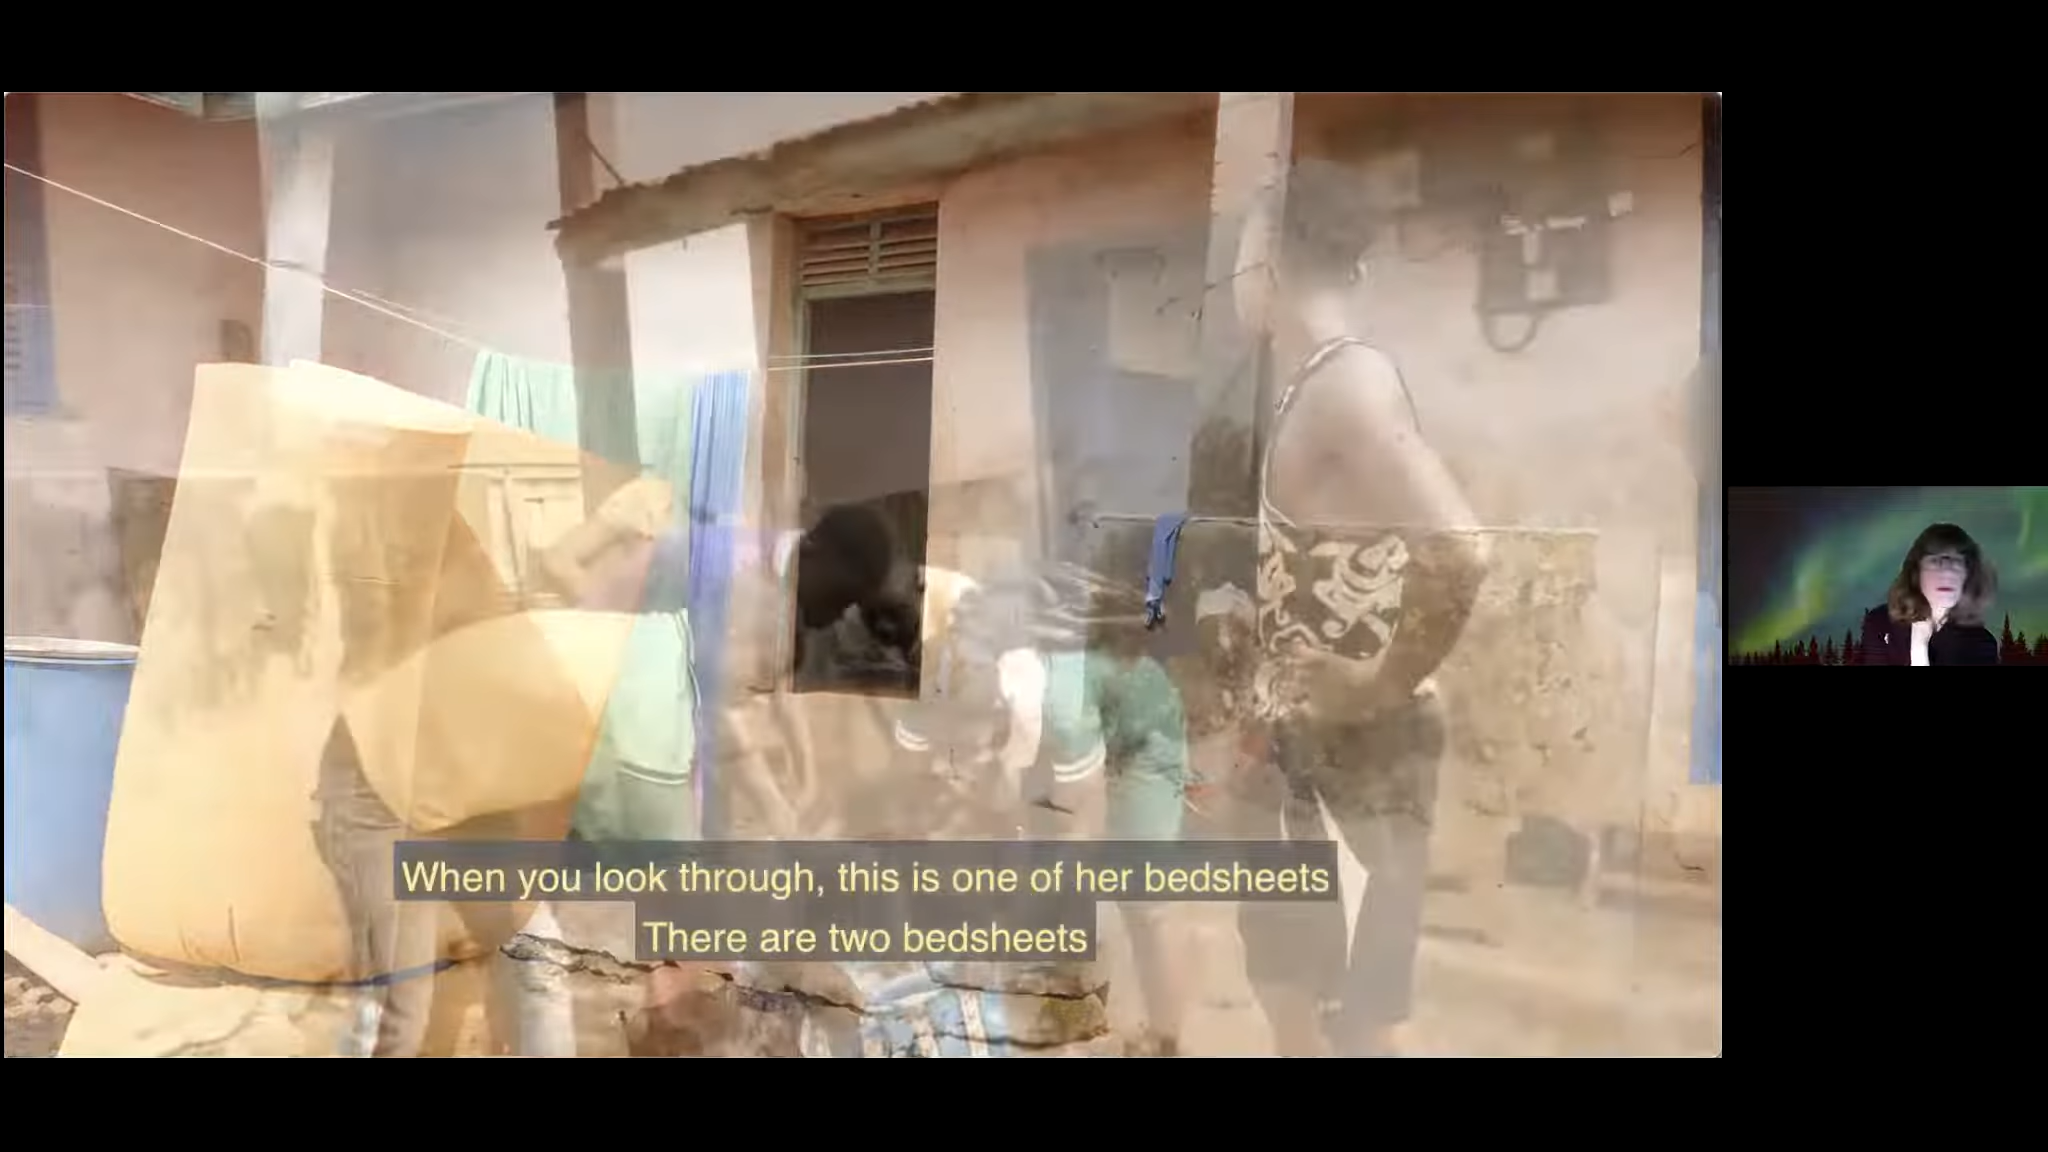 When you look through, this is one of her bedsheets
There are two bedsheets